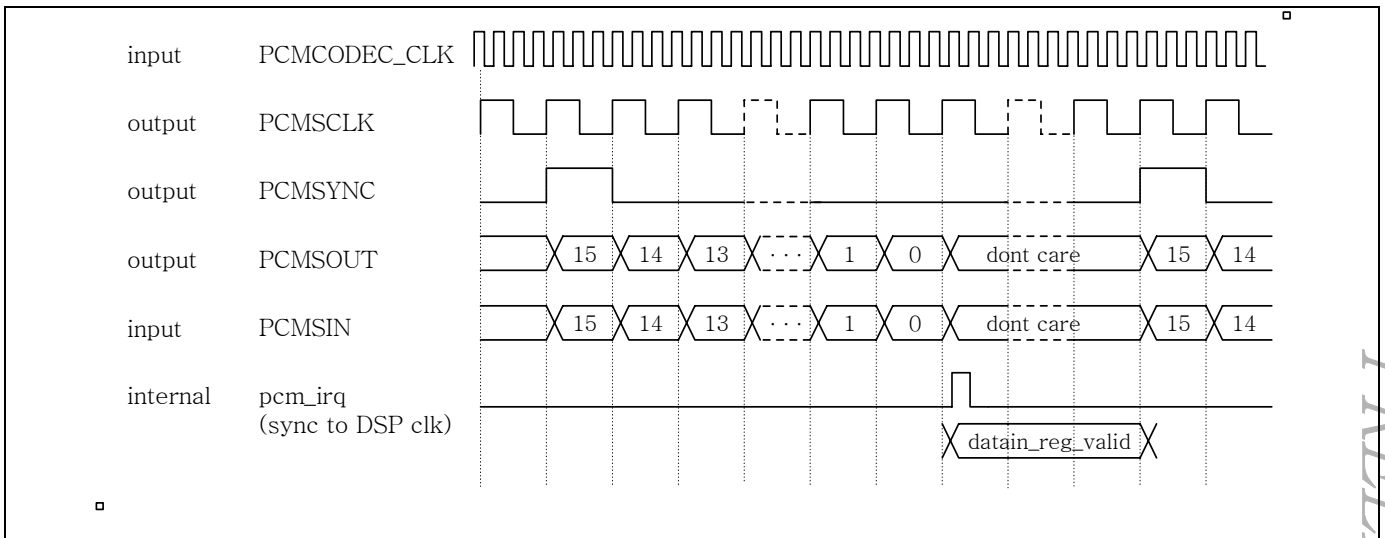 input PCMCODEC_CLK
output PCMSCLK
output PCMSYNC
output PCMSOUT 15 14 13 ··· 1 0 dont care 15 14
input PCMSIN 15 14 13 ··· 1 0 dont care 15 14
internal pcm_irq
(sync to DSP clk)
datain_reg_valid